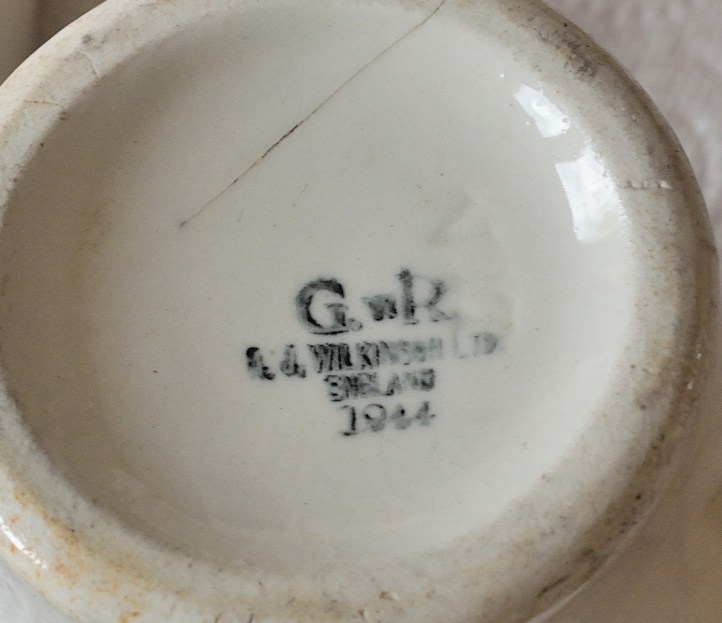 G. VI R.
A. J. WILKINSON LTD.
ENGLAND
1944